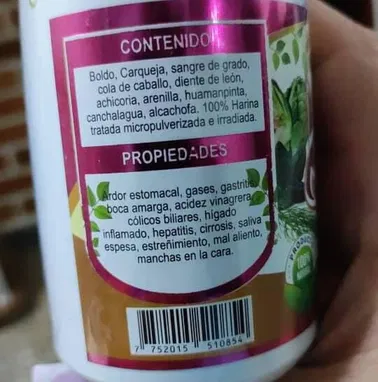 CONTENIDO
Boldo, Carqueja, sangre de grado,
cola de caballo, diente de león,
achicoria, arenilla, huamanpinta,
canchalagua, alcachofa. 100% Harina
tratada micropulverizada e irradiada.
PROPIEDADES
Ardor estomacal, gases, gastritis
boca amarga, acidez vinagrera
cólicos biliares, hígado
inflamado, hepatitis, cirrosis, saliva
espesa, estreñimiento, mal aliento,
manchas en la cara.
7 752015 510854